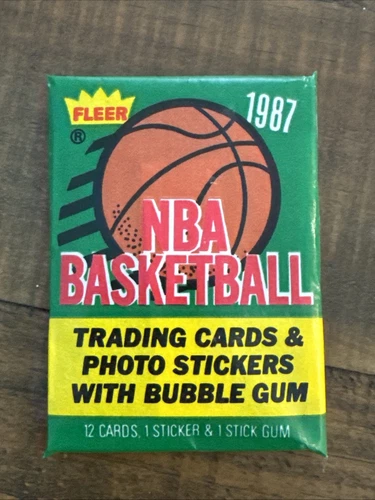 FLEER
®
1987
NBA
BASKETBALL
TRADING CARDS &
PHOTO STICKERS
WITH BUBBLE GUM
12 CARDS, 1 STICKER & 1 STICK GUM